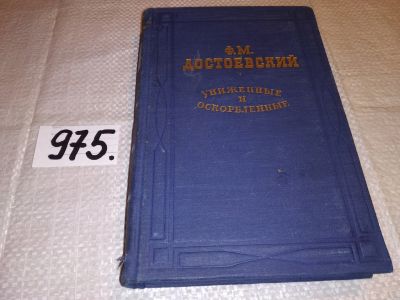 Ф.М.
ДОСТОЕВСКИЙ
УНИЖЕННЫЕ
И
ОСКОРБЛЕННЫЕ
975.